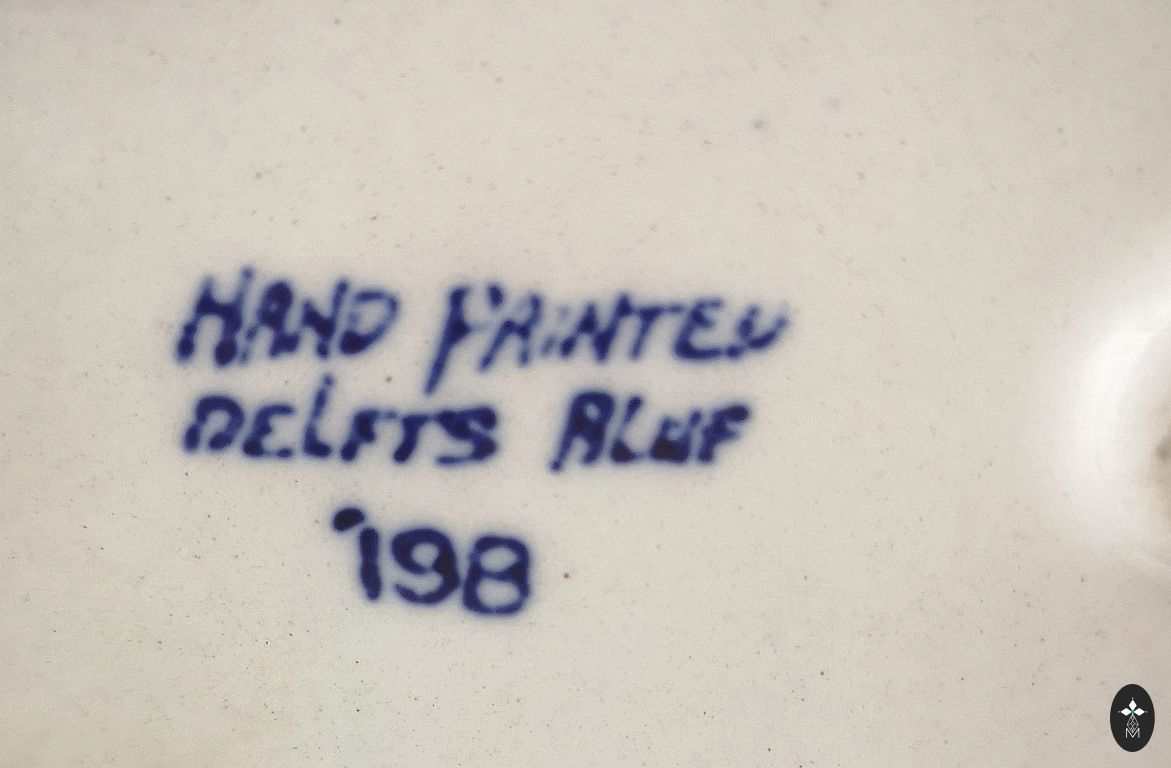 HAND PAINTED
DELFTS BLUE
198
M